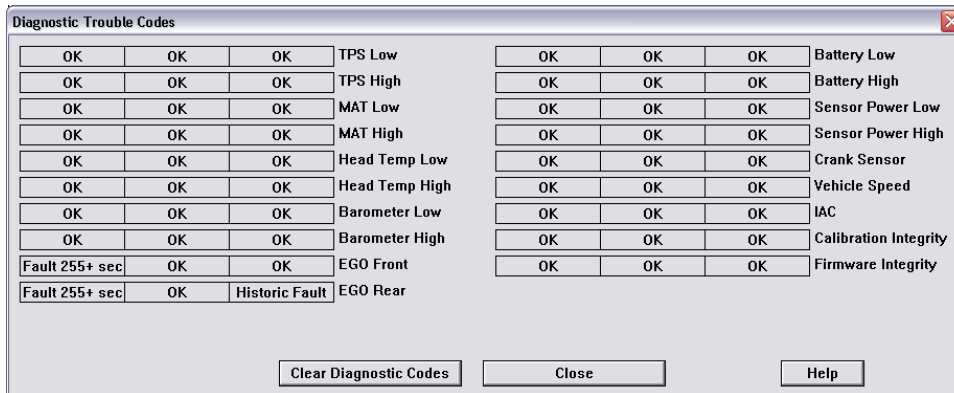 Diagnostic Trouble Codes
OK OK OK TPS Low OK OK OK Battery Low
OK OK OK TPS High OK OK OK Battery High
OK OK OK MAT Low OK OK OK Sensor Power Low
OK OK OK MAT High OK OK OK Sensor Power High
OK OK OK Head Temp Low OK OK OK Crank Sensor
OK OK OK Head Temp High OK OK OK Vehicle Speed
OK OK OK Barometer Low OK OK OK IAC
OK OK OK Barometer High OK OK OK Calibration Integrity
Fault 255+ sec OK OK EGO Front OK OK OK Firmware Integrity
Fault 255+ sec OK Historic Fault EGO Rear
Clear Diagnostic Codes Close Help